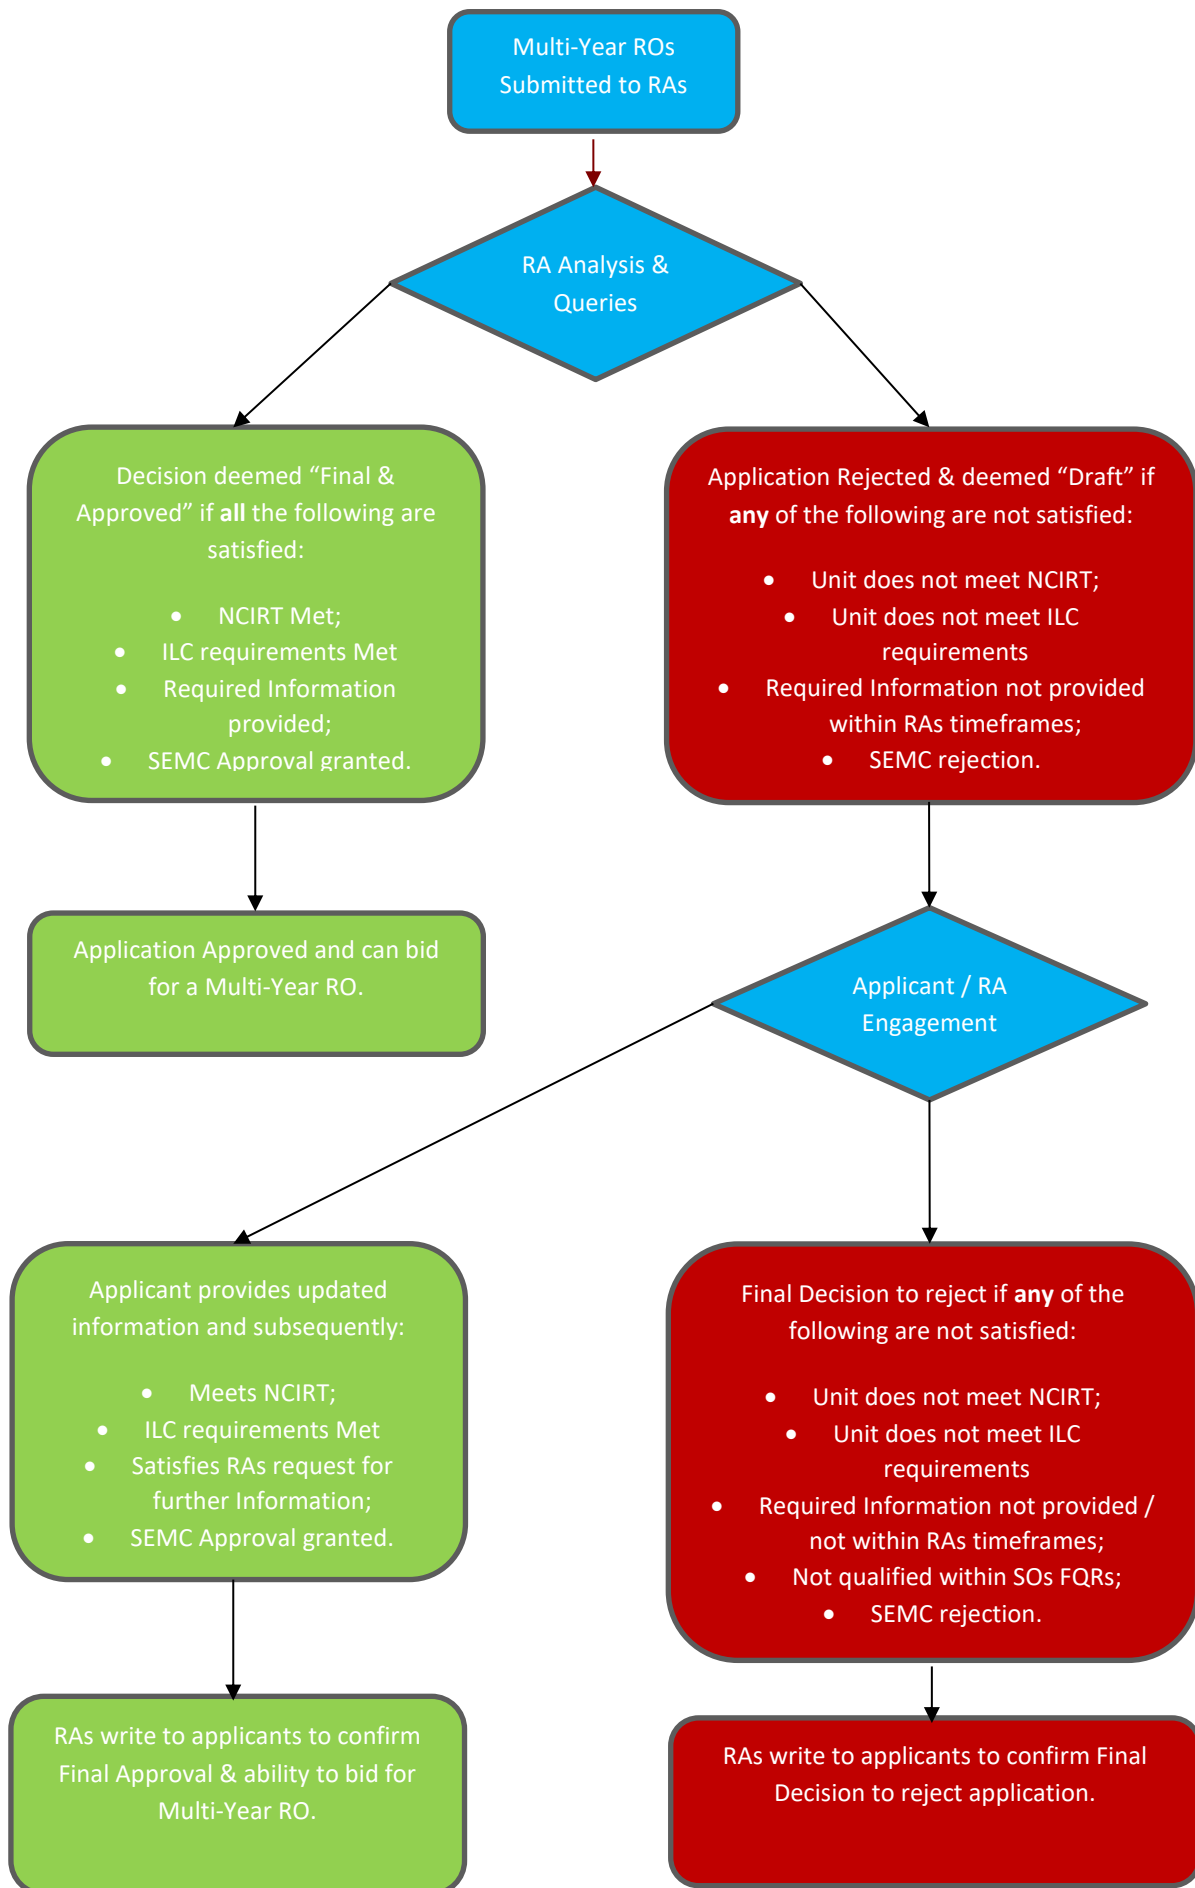 Multi-Year ROs
Submitted to RAs
RA Analysis &
Queries
Decision deemed “Final &
Approved” if all the following are
satisfied:
• NCIRT Met;
• ILC requirements Met
• Required Information
provided;
• SEMC Approval granted.
Application Rejected & deemed “Draft” if
any of the following are not satisfied:
• Unit does not meet NCIRT;
• Unit does not meet ILC
requirements
• Required Information not provided
within RAs timeframes;
• SEMC rejection.
Application Approved and can bid
for a Multi-Year RO.
Applicant / RA
Engagement
Applicant provides updated
information and subsequently:
• Meets NCIRT;
• ILC requirements Met
• Satisfies RAs request for
further Information;
• SEMC Approval granted.
Final Decision to reject if any of the
following are not satisfied:
• Unit does not meet NCIRT;
• Unit does not meet ILC
requirements
• Required Information not provided /
not within RAs timeframes;
• Not qualified within SOs FQRs;
• SEMC rejection.
RAs write to applicants to confirm
Final Approval & ability to bid for
Multi-Year RO.
RAs write to applicants to confirm Final
Decision to reject application.